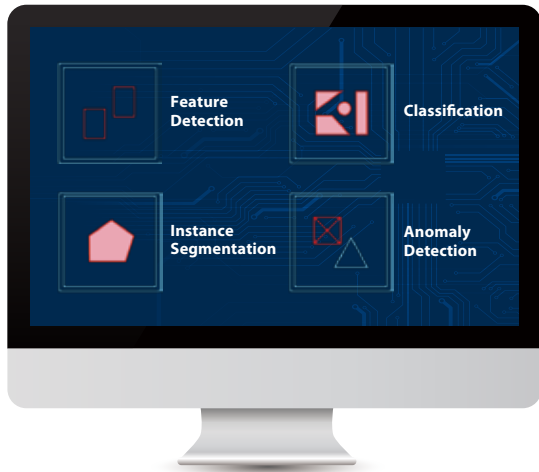 Feature
Detection
Classification
Instance
Segmentation
Anomaly
Detection